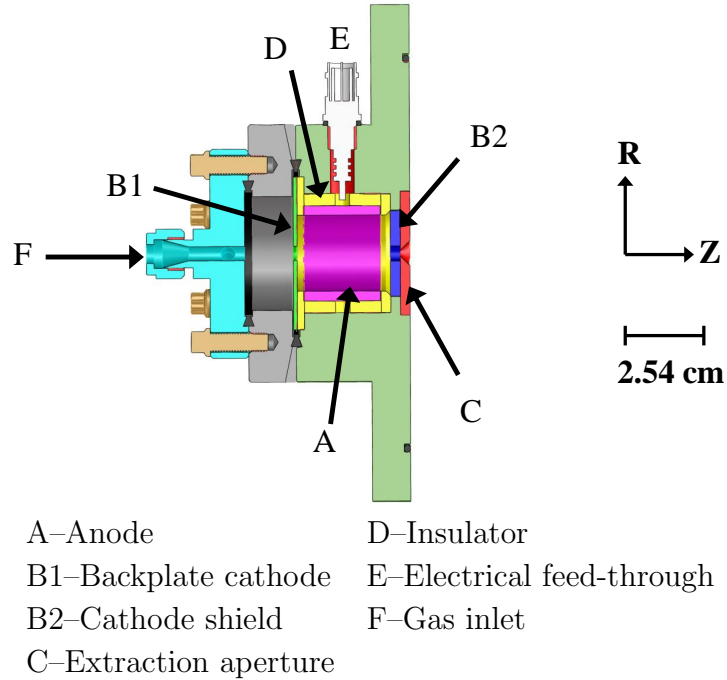 E
D
B2
R
B1
F
Z
2.54 cm
C
A
A–Anode
D–Insulator
B1–Backplate cathode
E–Electrical feed-through
B2–Cathode shield
F–Gas inlet
C–Extraction aperture